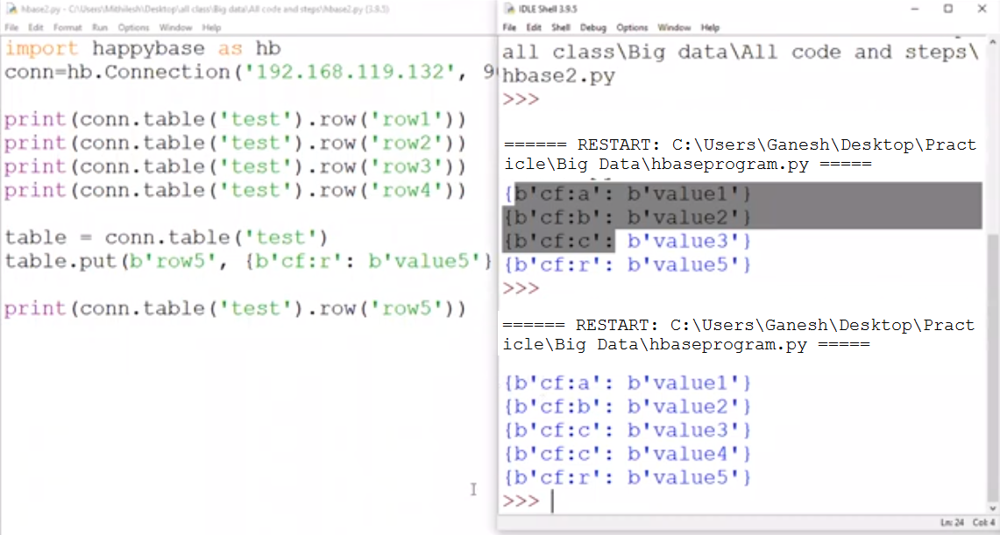 hbase2.py - C:\Users\Mithilesh\Desktop\all class\Big data\All code and steps\hbase2.py (3.9.5)
File Edit Format Run Options Window Help
import happybase as hb
conn=hb.Connection('192.168.119.132',
print(conn.table('test').row('row1'))
print(conn.table('test').row('row2'))
print(conn.table('test').row('row3'))
print(conn.table('test').row('row4'))
table = conn.table('test')
table.put(b'row5', {b'cf:r': b'value5'}
print(conn.table('test').row('row5'))
IDLE Shell 3.9.5
File Edit Shell Debug Options Window Help
all class\Big data\All code and steps\
hbase2.py
>>>
====== RESTART: C:\Users\Ganesh\Desktop\Pract
icle\Big Data\hbaseprogram.py =====
{b'cf:a': b'value1'}
{b'cf:b': b'value2'}
{b'cf:c': b'value3'}
{b'cf:r': b'value5'}
>>>
====== RESTART: C:\Users\Ganesh\Desktop\Pract
icle\Big Data\hbaseprogram.py =====
{b'cf:a': b'value1'}
{b'cf:b': b'value2'}
{b'cf:c': b'value3'}
{b'cf:c': b'value4'}
{b'cf:r': b'value5'}
>>>
Ln: 24 Col: 4